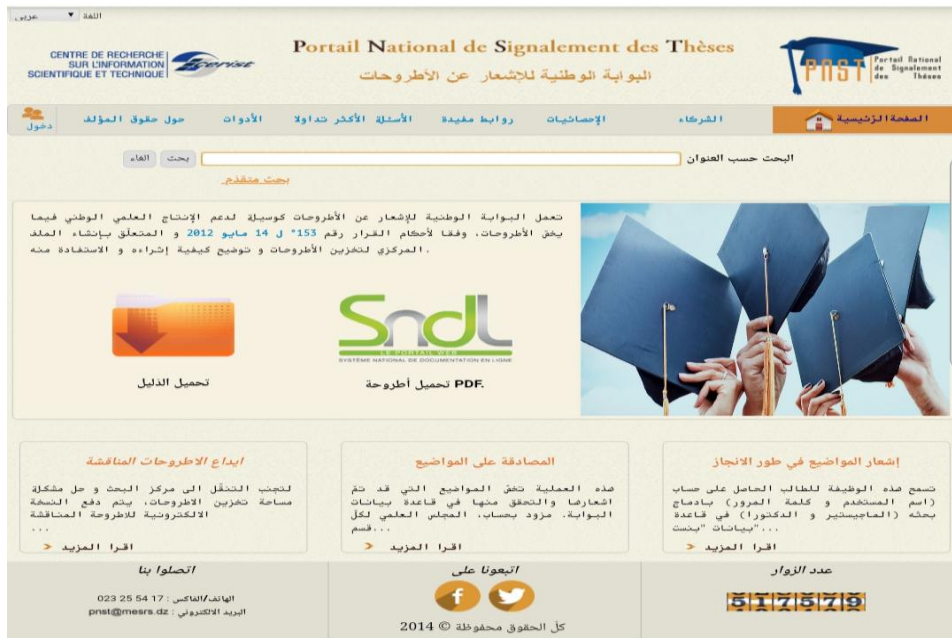 اللغة عربي
CENTRE DE RECHERCHE
SUR L'INFORMATION
SCIENTIFIQUE ET TECHNIQUE
Cerist
Portail National de Signalement des Thèses
البوابة الوطنية للإشعار عن الأطروحات
PNST
Portail National
de Signalement
des Thèses
الصفحة الرئيسية
الشركاء
الإحصائيات
روابط مفيدة
الأسئلة الأكثر تداولا
الأدوات
حول حقوق المؤلف
دخول
البحث حسب العنوان
بحث الغاء
بحث متقدم
تعمل البوابة الوطنية للإشعار عن الأطروحات كوسيلة لدعم الإنتاج العلمي الوطني فيما
يخص الأطروحات، وفقا لأحكام القرار رقم 153° ل 14 مايو 2012 و المتعلّق بإنشاء الملف
المركزي لتخزين الأطروحات و توضيح كيفية إثراءه و الاستفادة منه.
Sndl
LE PORTAIL WEB
SYSTÈME NATIONAL DE DOCUMENTATION EN LIGNE
تحميل أطروحة PDF.
تحميل الدليل
إشعار المواضيع في طور الانجاز
تسمح هذه الوظيفة للطالب الحاصل على حساب
(اسم المستخدم و كلمة المرور) بادماج
بحثه (الماجيستير و الدكتورا) في قاعدة
بيانات "بنست"...
اقرا المزيد
المصادقة على المواضيع
هذه العملية تخصّ المواضيع التي قد تمّ
اشعارها والتحقق منها في قاعدة بيانات
البوابة. مزود بحساب، المجلس العلمي لكلّ
قسم...
اقرا المزيد
ايداع الاطروحات المناقشة
لتجنب التنقّل الى مركز البحث و حل مشكلة
مساحة تخزين الاطروحات، يتم دفع النسخة
الالكترونية للاطروحة المناقشة
...
اقرا المزيد
عدد الزوار
517579
اتبعونا على
كلّ الحقوق محفوظة © 2014
اتصلوا بنا
الهاتف/الفاكس : 17 54 25 023
البريد الالكتروني : pnst@mesrs.dz